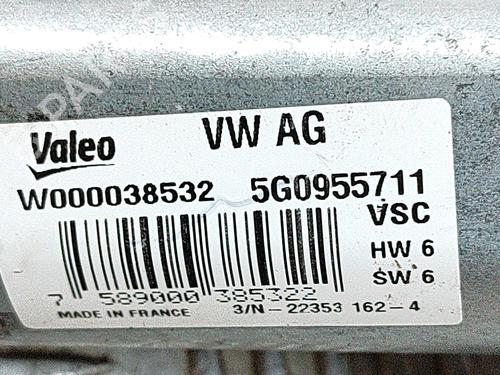 Valeo VW AG
W000038532 5G0955711
VSC
HW 6
SW 6
7 589000 385322
MADE IN FRANCE 3/N-22353 162-4